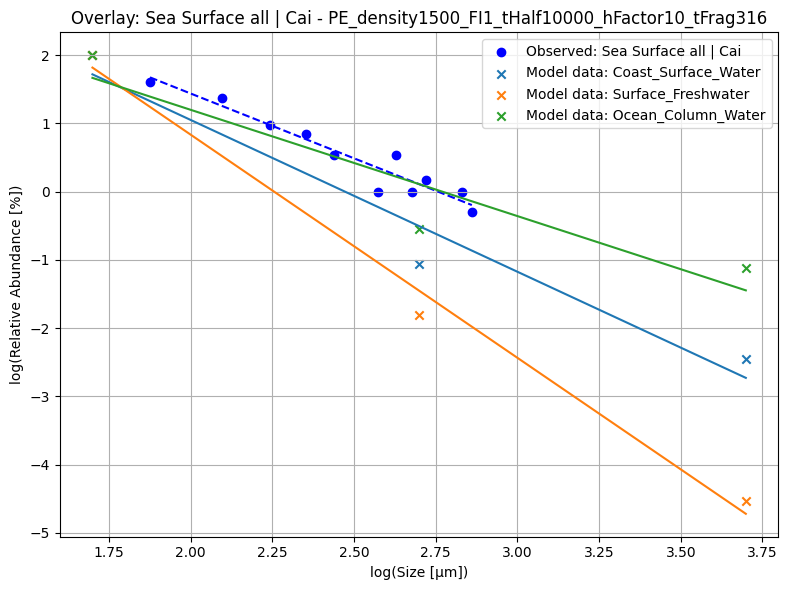 Overlay: Sea Surface all | Cai - PE_density1500_FI1_tHalf10000_hFactor10_tFrag316
Observed: Sea Surface all | Cai
Model data: Coast_Surface_Water
Model data: Surface_Freshwater
Model data: Ocean_Column_Water
log(Relative Abundance [%])
2
1
0
−1
−2
−3
−4
−5
1.75 2.00 2.25 2.50 2.75 3.00 3.25 3.50 3.75
log(Size [μm])